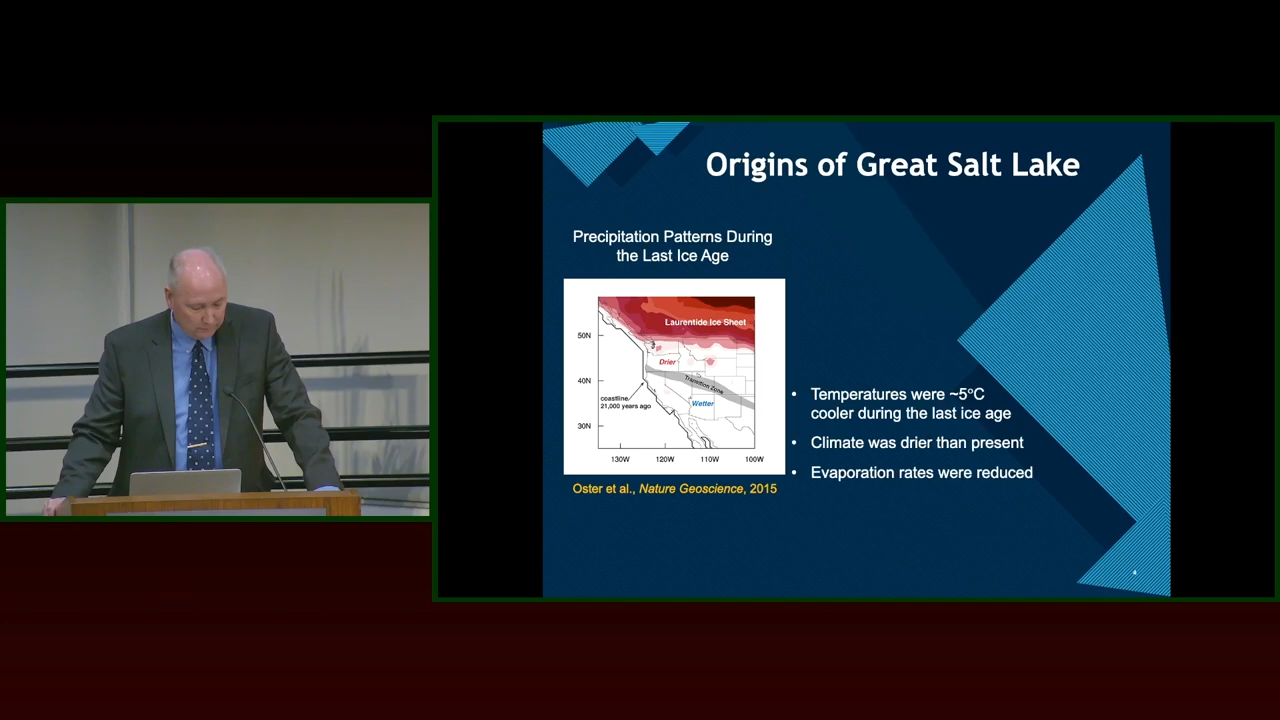 Origins of Great Salt Lake
Precipitation Patterns During
the Last Ice Age
Laurentide Ice Sheet
50N
Drier
Transition Zone
40N
coastline
21,000 years ago
Wetter
30N
130W 120W 110W 100W
Oster et al., Nature Geoscience, 2015
• Temperatures were ~5°C
cooler during the last ice age
• Climate was drier than present
• Evaporation rates were reduced
4